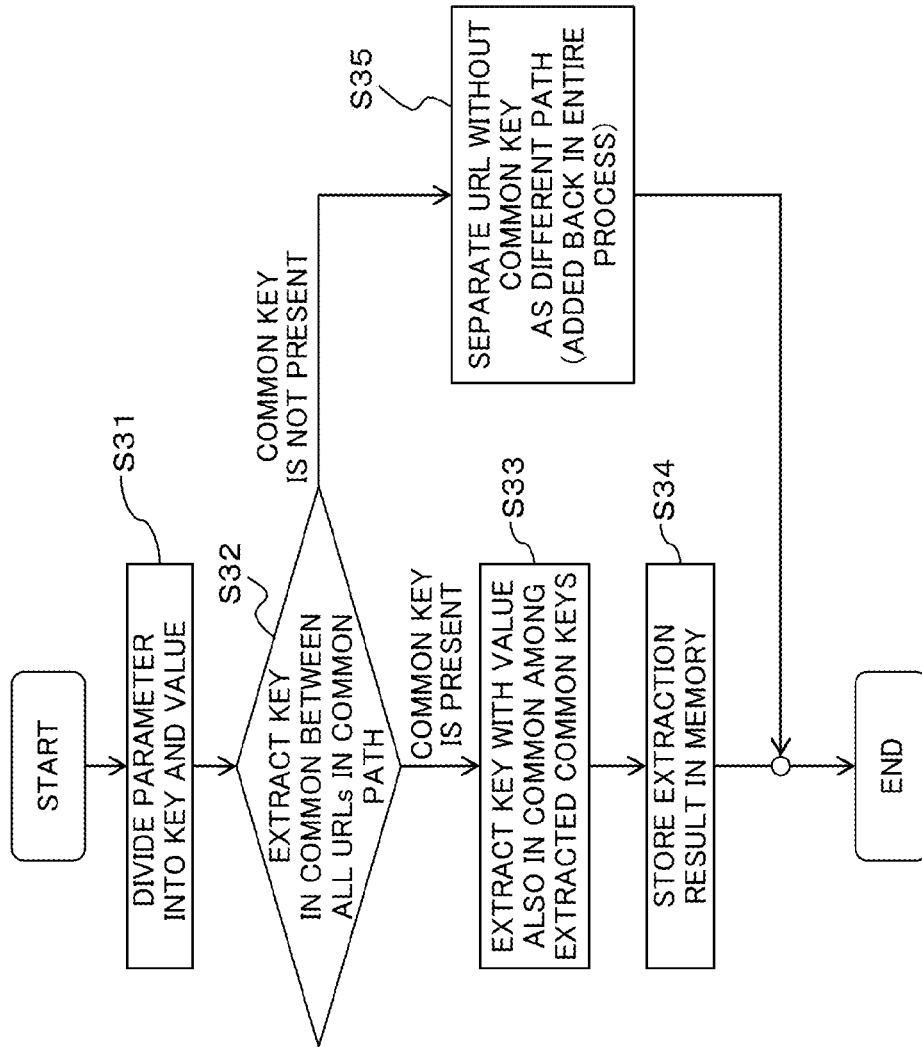 START
S31
DIVIDE PARAMETER
INTO KEY AND VALUE
S32
EXTRACT KEY
IN COMMON BETWEEN
ALL URLs IN COMMON
PATH
COMMON KEY
IS NOT PRESENT
COMMON KEY
IS PRESENT
S33
EXTRACT KEY WITH VALUE
ALSO IN COMMON AMONG
EXTRACTED COMMON KEYS
S34
STORE EXTRACTION
RESULT IN MEMORY
S35
SEPARATE URL WITHOUT
COMMON KEY
AS DIFFERENT PATH
(ADDED BACK IN ENTIRE
PROCESS)
END